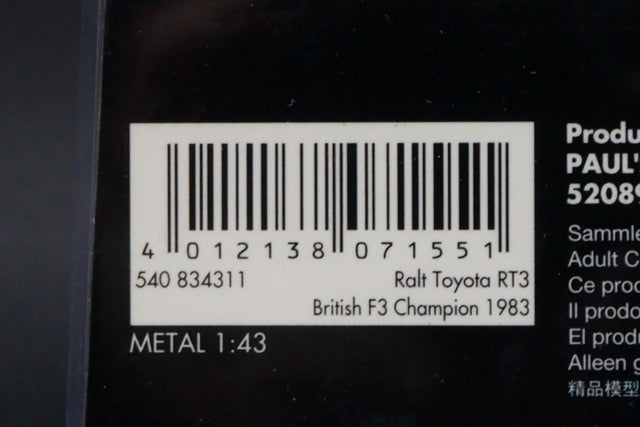 4 012138 071551
540 834311 Ralt Toyota RT3
British F3 Champion 1983
METAL 1:43
Produ
PAUL'
5208
Sammle
Adult C
Ce prod
Il prodo
El produ
Alleen g
精品模型